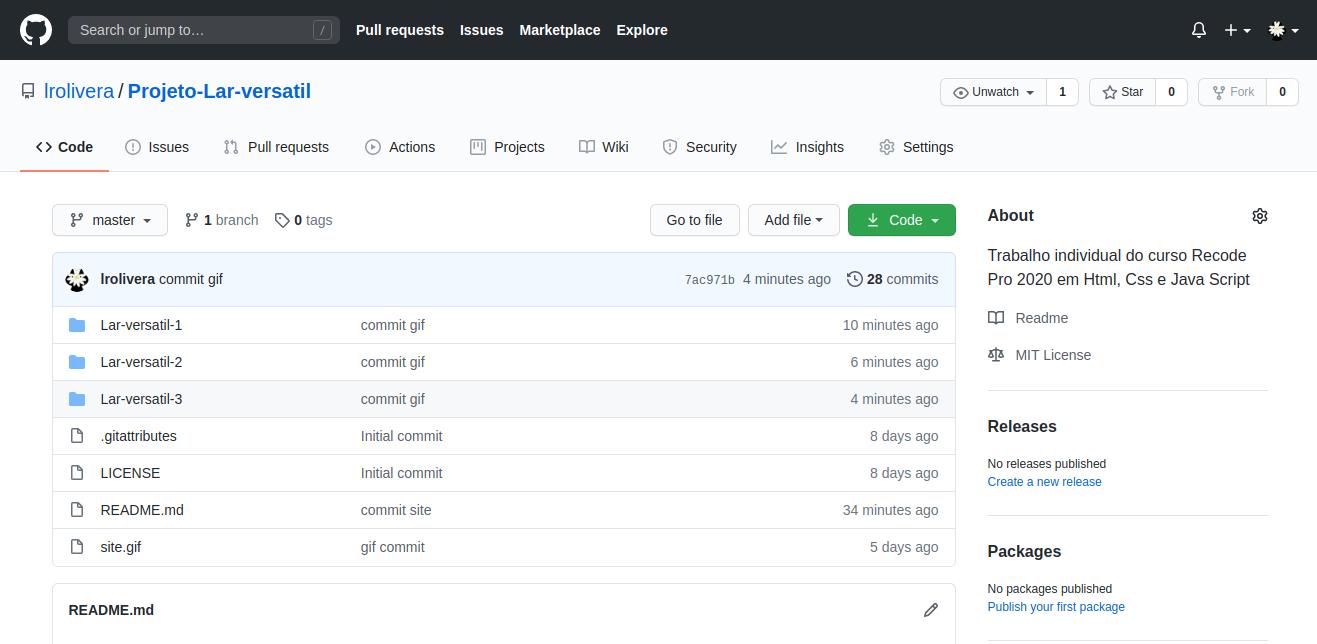 Search or jump to… /
Pull requests Issues Marketplace Explore
lrolivera / Projeto-Lar-versatil
Unwatch 1
Star 0
Fork 0
Code Issues Pull requests Actions Projects Wiki Security Insights Settings
master 1 branch 0 tags
Go to file Add file Code
lrolivera commit gif 7ac971b 4 minutes ago 28 commits
Lar-versatil-1 commit gif 10 minutes ago
Lar-versatil-2 commit gif 6 minutes ago
Lar-versatil-3 commit gif 4 minutes ago
.gitattributes Initial commit 8 days ago
LICENSE Initial commit 8 days ago
README.md commit site 34 minutes ago
site.gif gif commit 5 days ago
README.md
About
Trabalho individual do curso Recode
Pro 2020 em Html, Css e Java Script
Readme
MIT License
Releases
No releases published
Create a new release
Packages
No packages published
Publish your first package